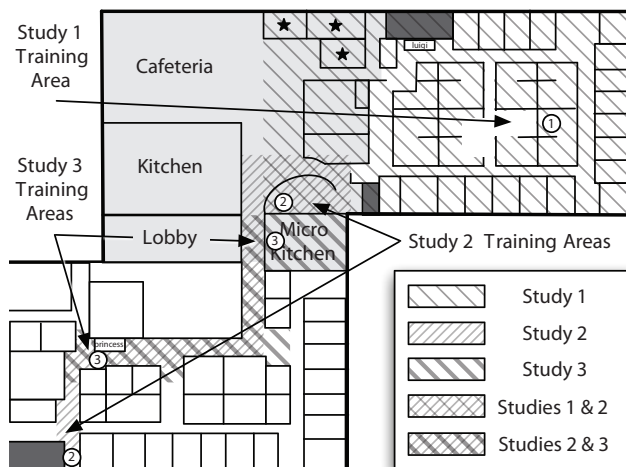 Study 1
Training
Area
Cafeteria
luigi
1
Kitchen
Study 3
Training
Areas
2
Lobby
3
Micro
Kitchen
Study 2 Training Areas
princess
3
2
Study 1
Study 2
Study 3
Studies 1 & 2
Studies 2 & 3